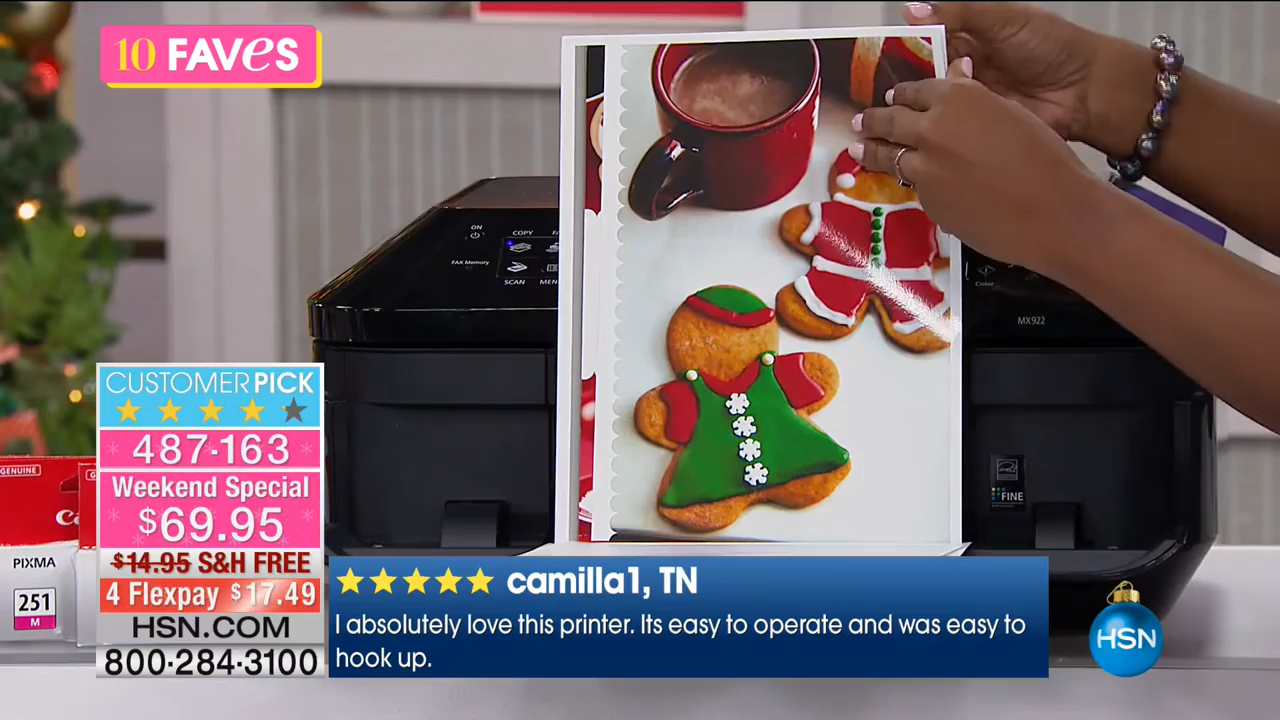 10 FAVES
ON
COPY
FAX Memory
SCAN
Color
MX922
FINE
CUSTOMER PICK
487-163
Weekend Special
$69.95
$14.95 S&H FREE
4 Flexpay $17.49
HSN.COM
800-284-3100
GENUINE
PIXMA
251
M
camilla1, TN
I absolutely love this printer. Its easy to operate and was easy to
hook up.
HSN